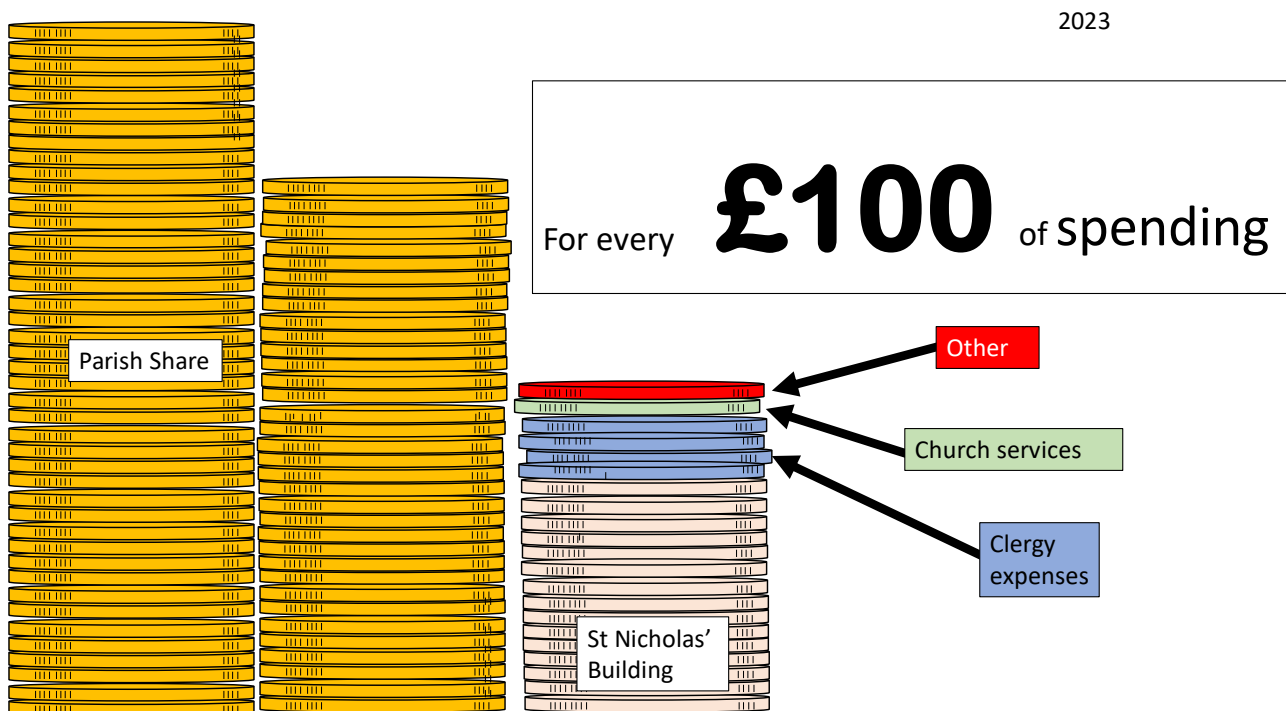 2023
For every £100 of spending
Parish Share
Other
Church services
Clergy
expenses
St Nicholas’
Building